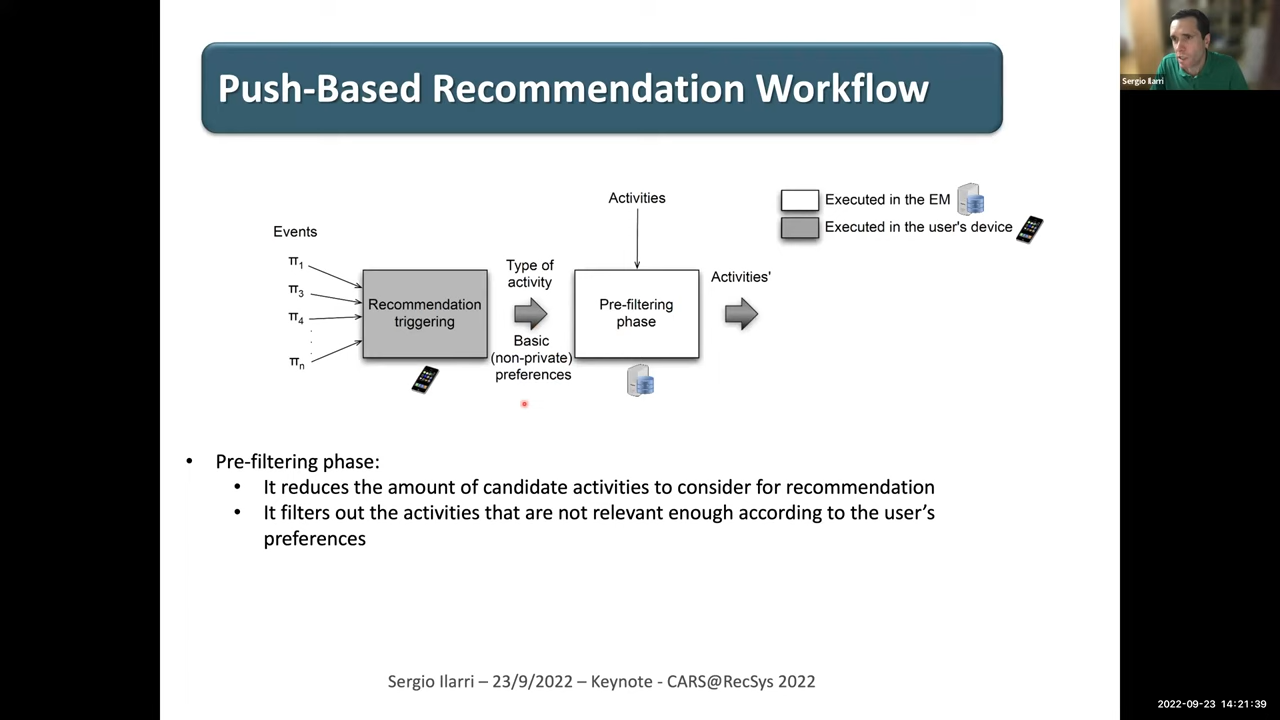 Push-Based Recommendation Workflow
Sergio Ilarri
Activities
Executed in the EM
Executed in the user's device
Events
π1
π3
π4
.
.
.
πn
Recommendation
triggering
Type of
activity
Basic
(non-private)
preferences
Pre-filtering
phase
Activities'
• Pre-filtering phase:
• It reduces the amount of candidate activities to consider for recommendation
• It filters out the activities that are not relevant enough according to the user’s
preferences
Sergio Ilarri – 23/9/2022 – Keynote - CARS@RecSys 2022
2022-09-23 14:21:39